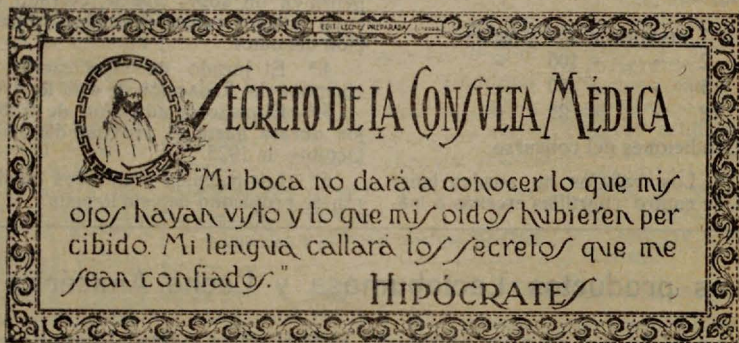 SECRETO DE LA CONSULTA MÉDICA
"Mi boca no dará a conocer lo que mis
ojos hayan visto y lo que mis oidos hubieren per
cibido. Mi lengua callará los secretos que me
sean confiados."
HIPÓCRATES